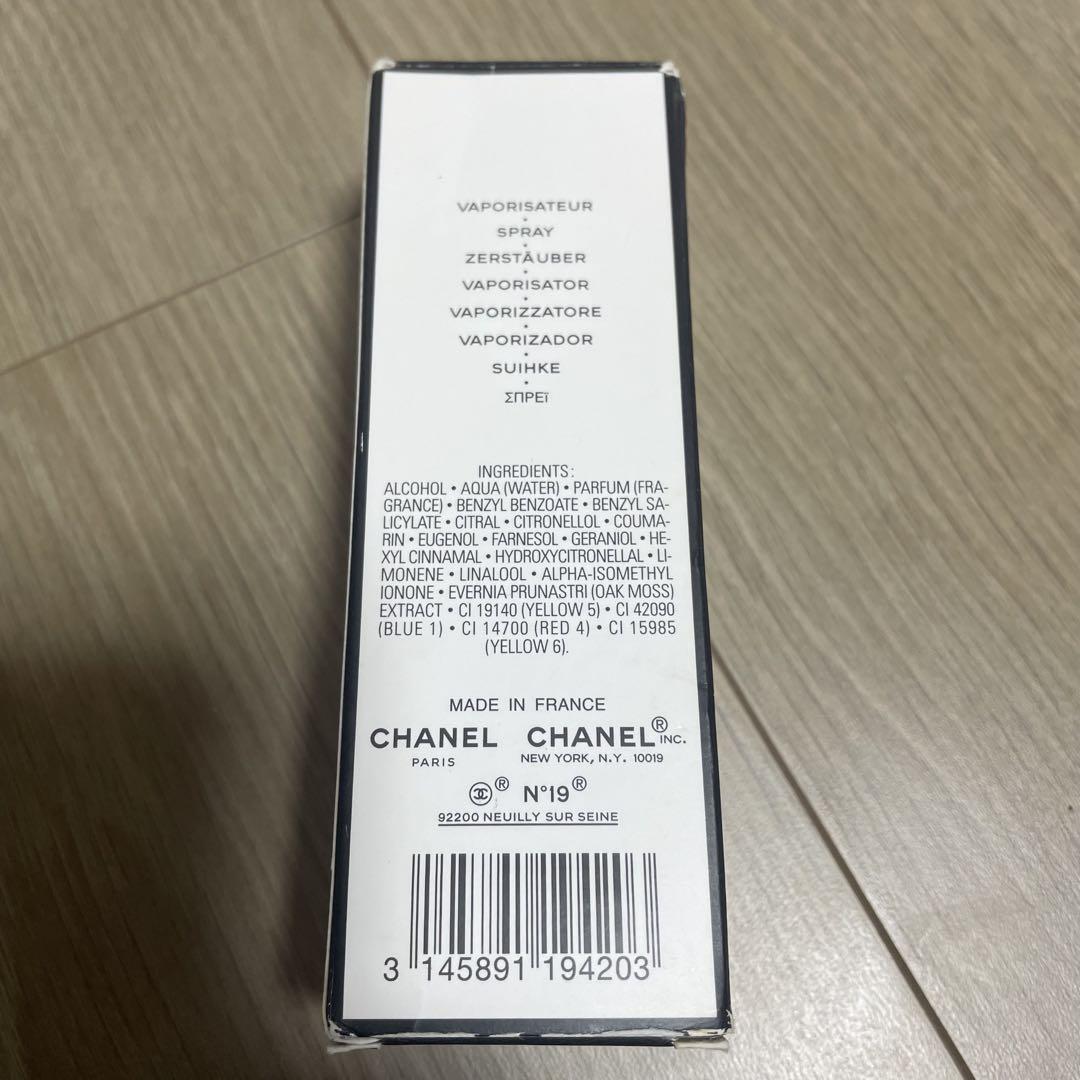 VAPORISATEUR
•
SPRAY
•
ZERSTÄUBER
•
VAPORISATOR
•
VAPORIZZATORE
•
VAPORIZADOR
•
SUIHKE
•
ΣΠΡΕΪ
INGREDIENTS:
ALCOHOL • AQUA (WATER) • PARFUM (FRA-
GRANCE) • BENZYL BENZOATE • BENZYL SA-
LICYLATE • CITRAL • CITRONELLOL • COUMA-
RIN • EUGENOL • FARNESOL • GERANIOL • HE-
XYL CINNAMAL • HYDROXYCITRONELLAL • LI-
MONENE • LINALOOL • ALPHA-ISOMETHYL
IONONE • EVERNIA PRUNASTRI (OAK MOSS)
EXTRACT • CI 19140 (YELLOW 5) • CI 42090
(BLUE 1) • CI 14700 (RED 4) • CI 15985
(YELLOW 6).
MADE IN FRANCE
CHANEL CHANEL® INC.
PARIS NEW YORK, N.Y. 10019
® N°19®
92200 NEUILLY SUR SEINE
3 145891 194203